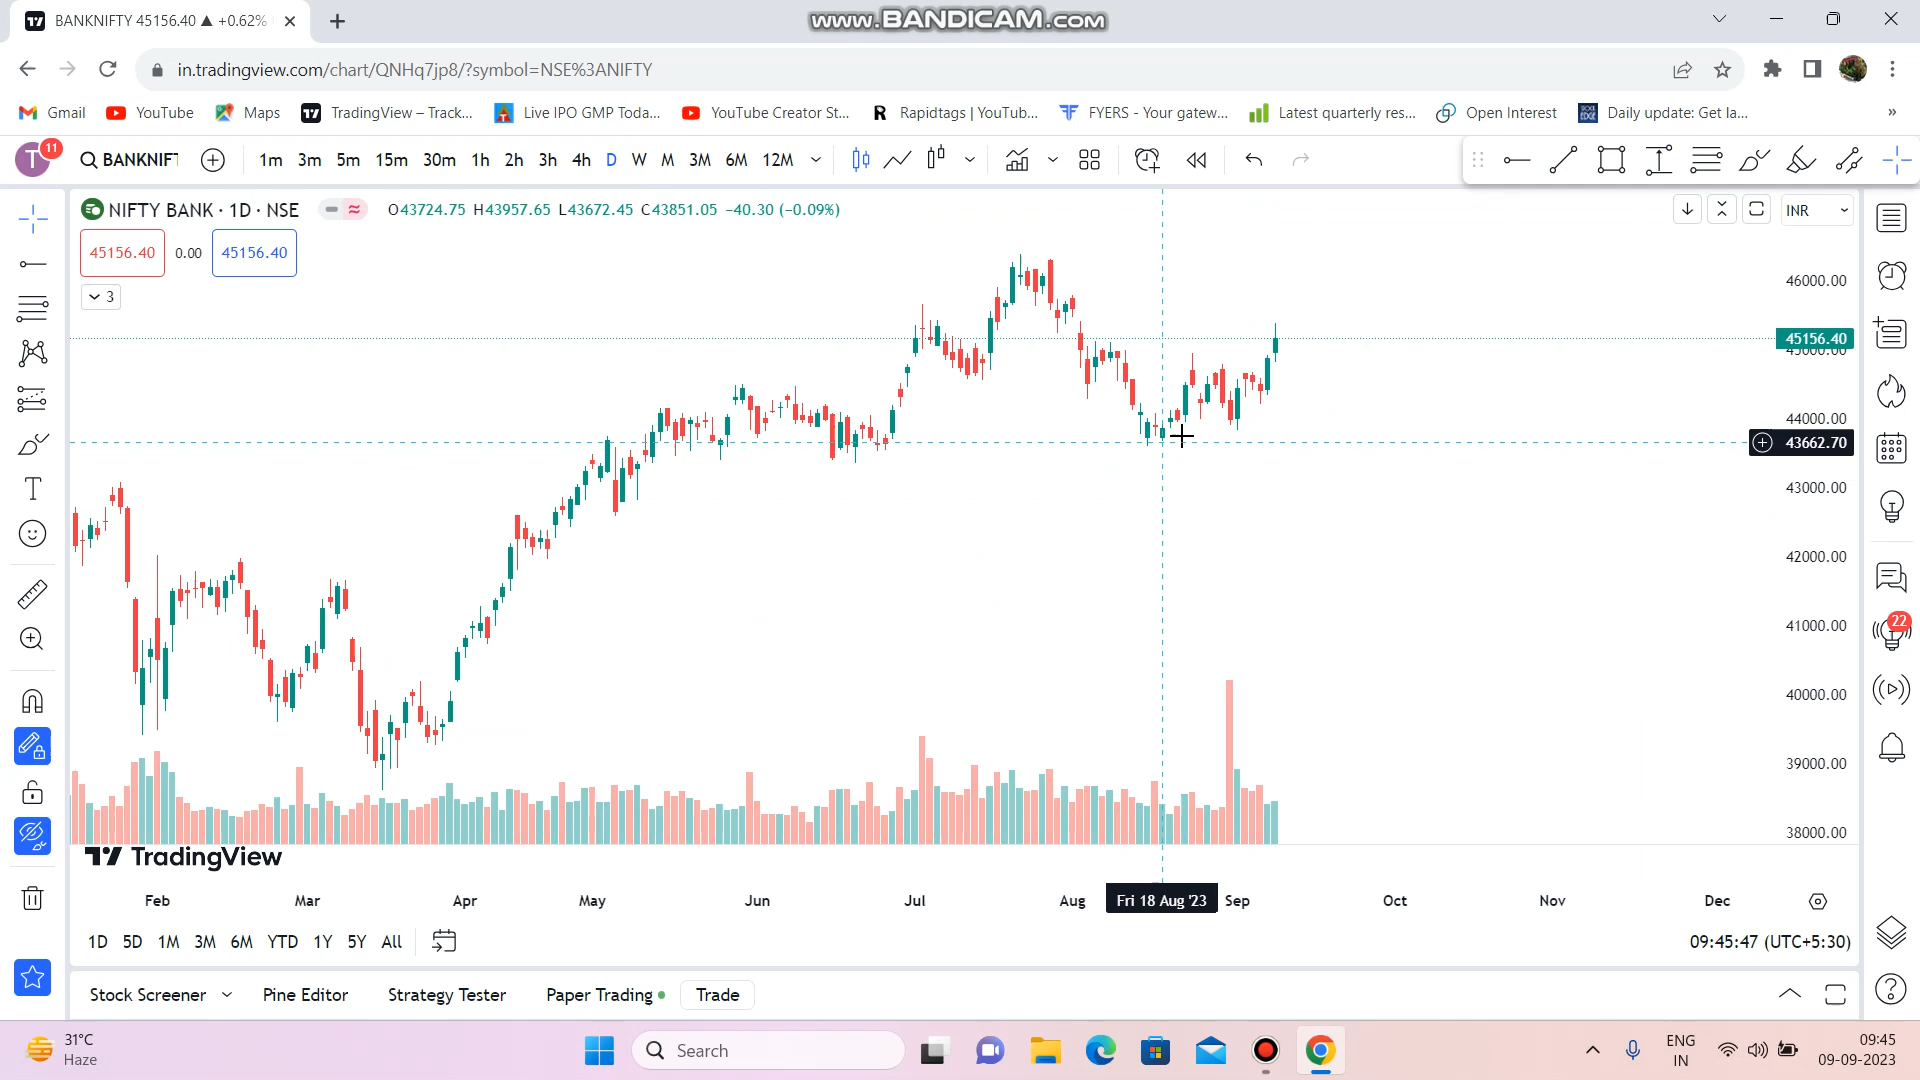 BANKNIFTY 45156.40 ▲ +0.62%
www.BANDICAM.com
in.tradingview.com/chart/QNHq7jp8/?symbol=NSE%3ANIFTY
Gmail YouTube Maps TradingView – Track... Live IPO GMP Toda... YouTube Creator St... Rapidtags | YouTub... FYERS - Your gatew... Latest quarterly res... Open Interest Daily update: Get la... »
T 11 BANKNIF 1m 3m 5m 15m 30m 1h 2h 3h 4h D W M 3M 6M 12M
NIFTY BANK · 1D · NSE O43724.75 H43957.65 L43672.45 C43851.05 −40.30 (−0.09%) INR
45156.40 0.00 45156.40
3
46000.00
45156.40
45000.00
44000.00
43662.70
43000.00
42000.00
41000.00
40000.00
39000.00
38000.00
22
TradingView
Feb Mar Apr May Jun Jul Aug Fri 18 Aug '23 Sep Oct Nov Dec
1D 5D 1M 3M 6M YTD 1Y 5Y All 09:45:47 (UTC+5:30)
Stock Screener Pine Editor Strategy Tester Paper Trading Trade
31°C
Haze
Search
ENG
IN
09:45
09-09-2023